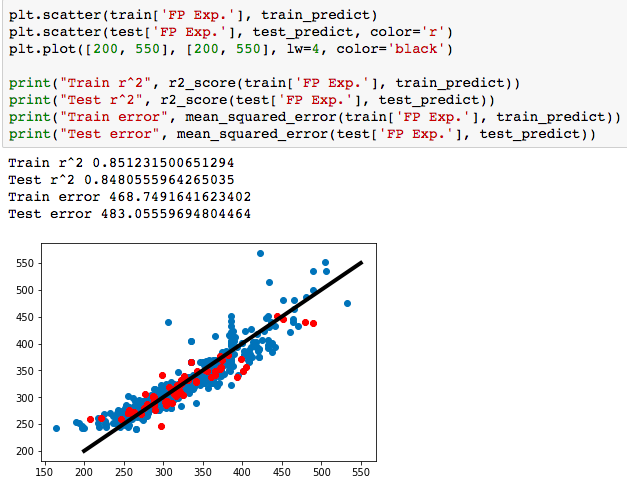 plt.scatter(train['FP Exp.'], train_predict)
plt.scatter(test['FP Exp.'], test_predict, color='r')
plt.plot([200, 550], [200, 550], lw=4, color='black')
print("Train r^2", r2_score(train['FP Exp.'], train_predict))
print("Test r^2", r2_score(test['FP Exp.'], test_predict))
print("Train error", mean_squared_error(train['FP Exp.'], train_predict))
print("Test error", mean_squared_error(test['FP Exp.'], test_predict))
Train r^2 0.851231500651294
Test r^2 0.8480555964265035
Train error 468.7491641623402
Test error 483.05559694804464
550
500
450
400
350
300
250
200
150 200 250 300 350 400 450 500 550